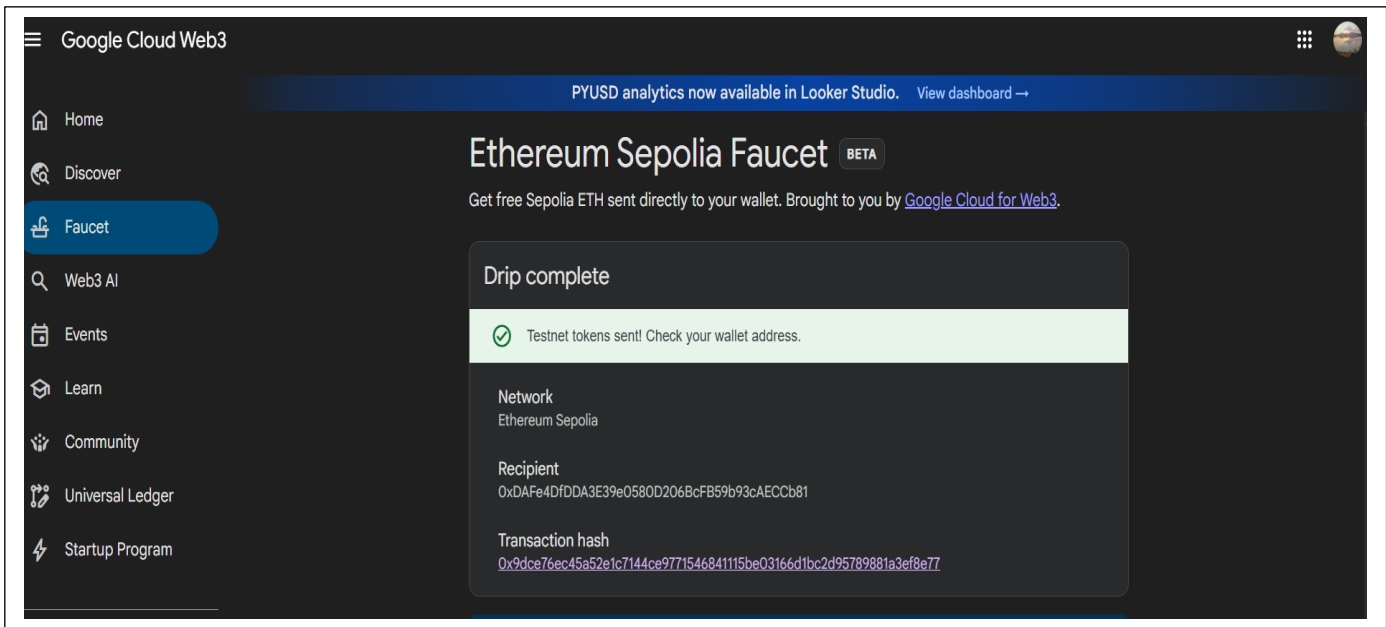 Google Cloud Web3
PYUSD analytics now available in Looker Studio. View dashboard →
Home
Discover
Faucet
Web3 AI
Events
Learn
Community
Universal Ledger
Startup Program
Ethereum Sepolia Faucet BETA
Get free Sepolia ETH sent directly to your wallet. Brought to you by Google Cloud for Web3.
Drip complete
Testnet tokens sent! Check your wallet address.
Network
Ethereum Sepolia
Recipient
0xDAFe4DfDDA3E39e0580D206BcFB59b93cAECCb81
Transaction hash
0x9dce76ec45a52e1c7144ce9771546841115be03166d1bc2d95789881a3ef8e77